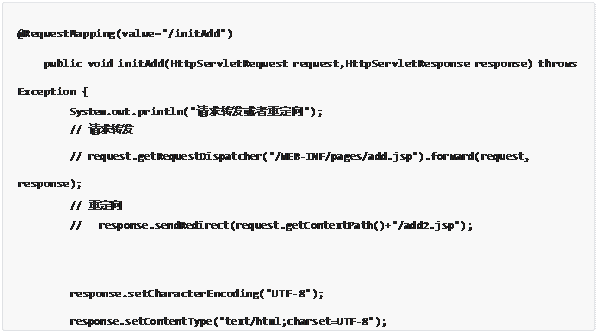 @RequestMapping(value="/initAdd")
public void initAdd(HttpServletRequest request,HttpServletResponse response) throws
Exception {
System.out.println("请求转发或者重定向");
// 请求转发
// request.getRequestDispatcher("/WEB-INF/pages/add.jsp").forward(request,
response);
// 重定向
// response.sendRedirect(request.getContextPath()+"/add2.jsp");
response.setCharacterEncoding("UTF-8");
response.setContentType("text/html;charset=UTF-8");